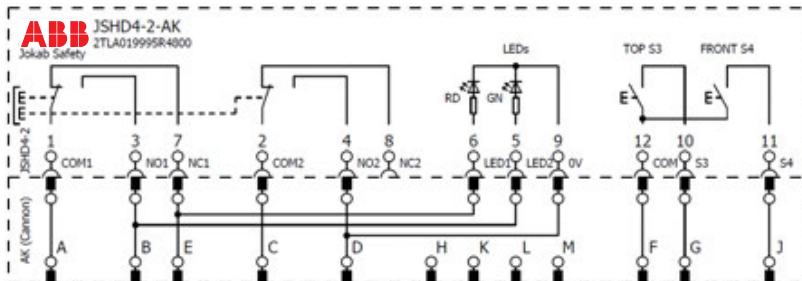 ABB JSHD4-2-AK
2TLA019995R4800
Jokab Safety
LEDs
TOP S3
FRONT S4
RD
GN
1
3
7
2
4
8
6
5
9
12
10
11
JSHD4-2
COM1
NO1
NC1
COM2
NO2
NC2
LED1
LED2
0V
COM
S3
S4
AK (Cannon)
A
B
E
C
D
H
K
L
M
F
G
J